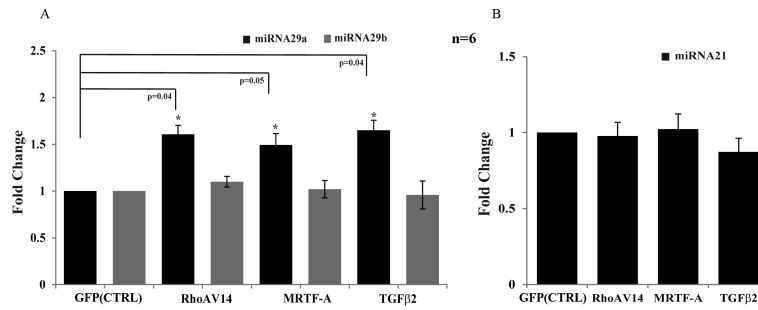 A
miRNA29a miRNA29b
n=6
2.5
2
1.5
1
0.5
0
Fold Change
p=0.04
p=0.05
p=0.04
*
*
*
GFP(CTRL) RhoAV14 MRTF-A TGFβ2
B
miRNA21
1.5
1
0.5
0
Fold Change
GFP(CTRL) RhoAV14 MRTF-A TGFβ2